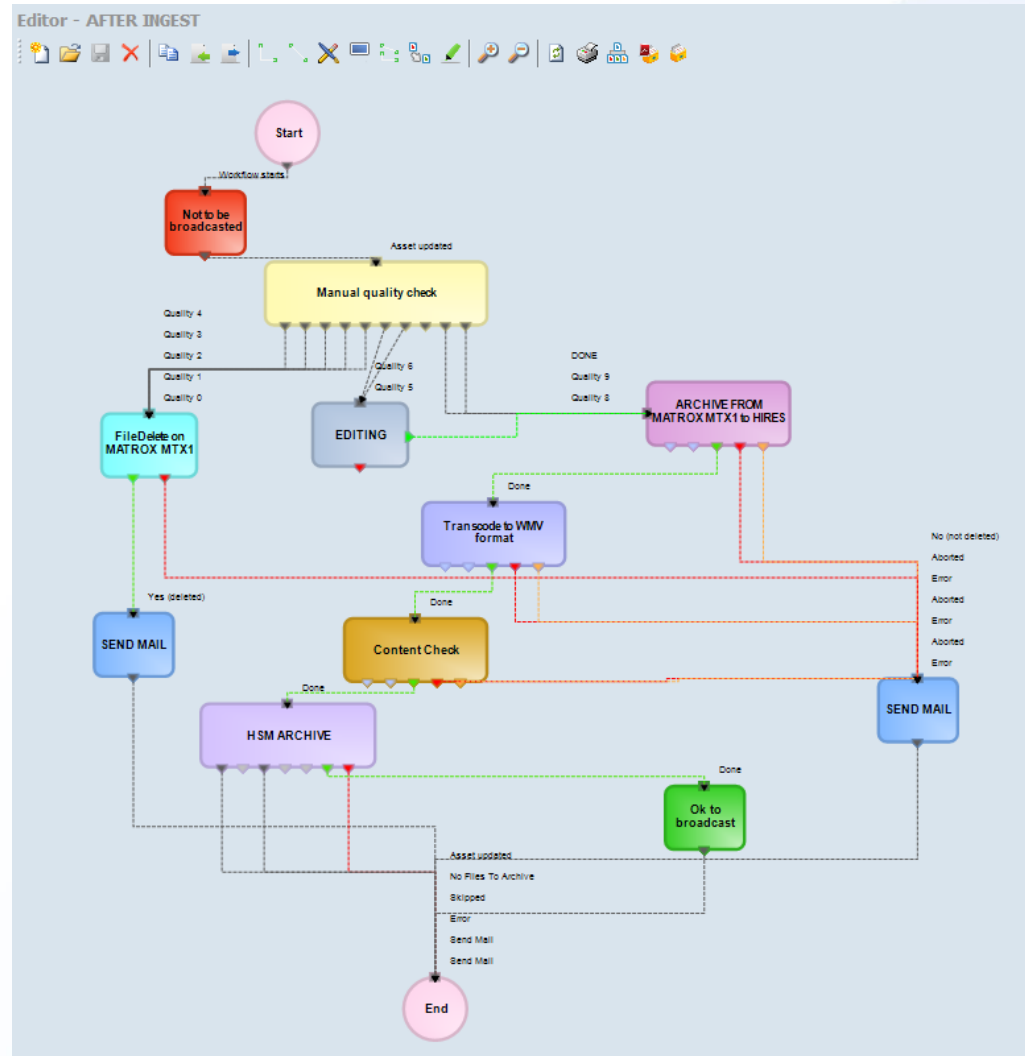 Editor - AFTER INGEST
Start
Workflow starts
Not to be
broadcasted
Asset updated
Manual quality check
Quality 4
Quality 3
Quality 2
Quality 1
Quality 0
Quality 6
Quality 5
DONE
Quality 9
Quality 8
FileDelete on
MATROX MTX1
EDITING
ARCHIVE FROM
MATROX MTX1 to HIRES
Done
Transcode to WMV
format
No (not deleted)
Aborted
Error
Aborted
Error
Aborted
Error
Yes (deleted)
Done
SEND MAIL
Content Check
Done
SEND MAIL
HSM ARCHIVE
Done
Ok to
broadcast
Asset updated
No Files To Archive
Skipped
Error
Send Mail
Send Mail
End